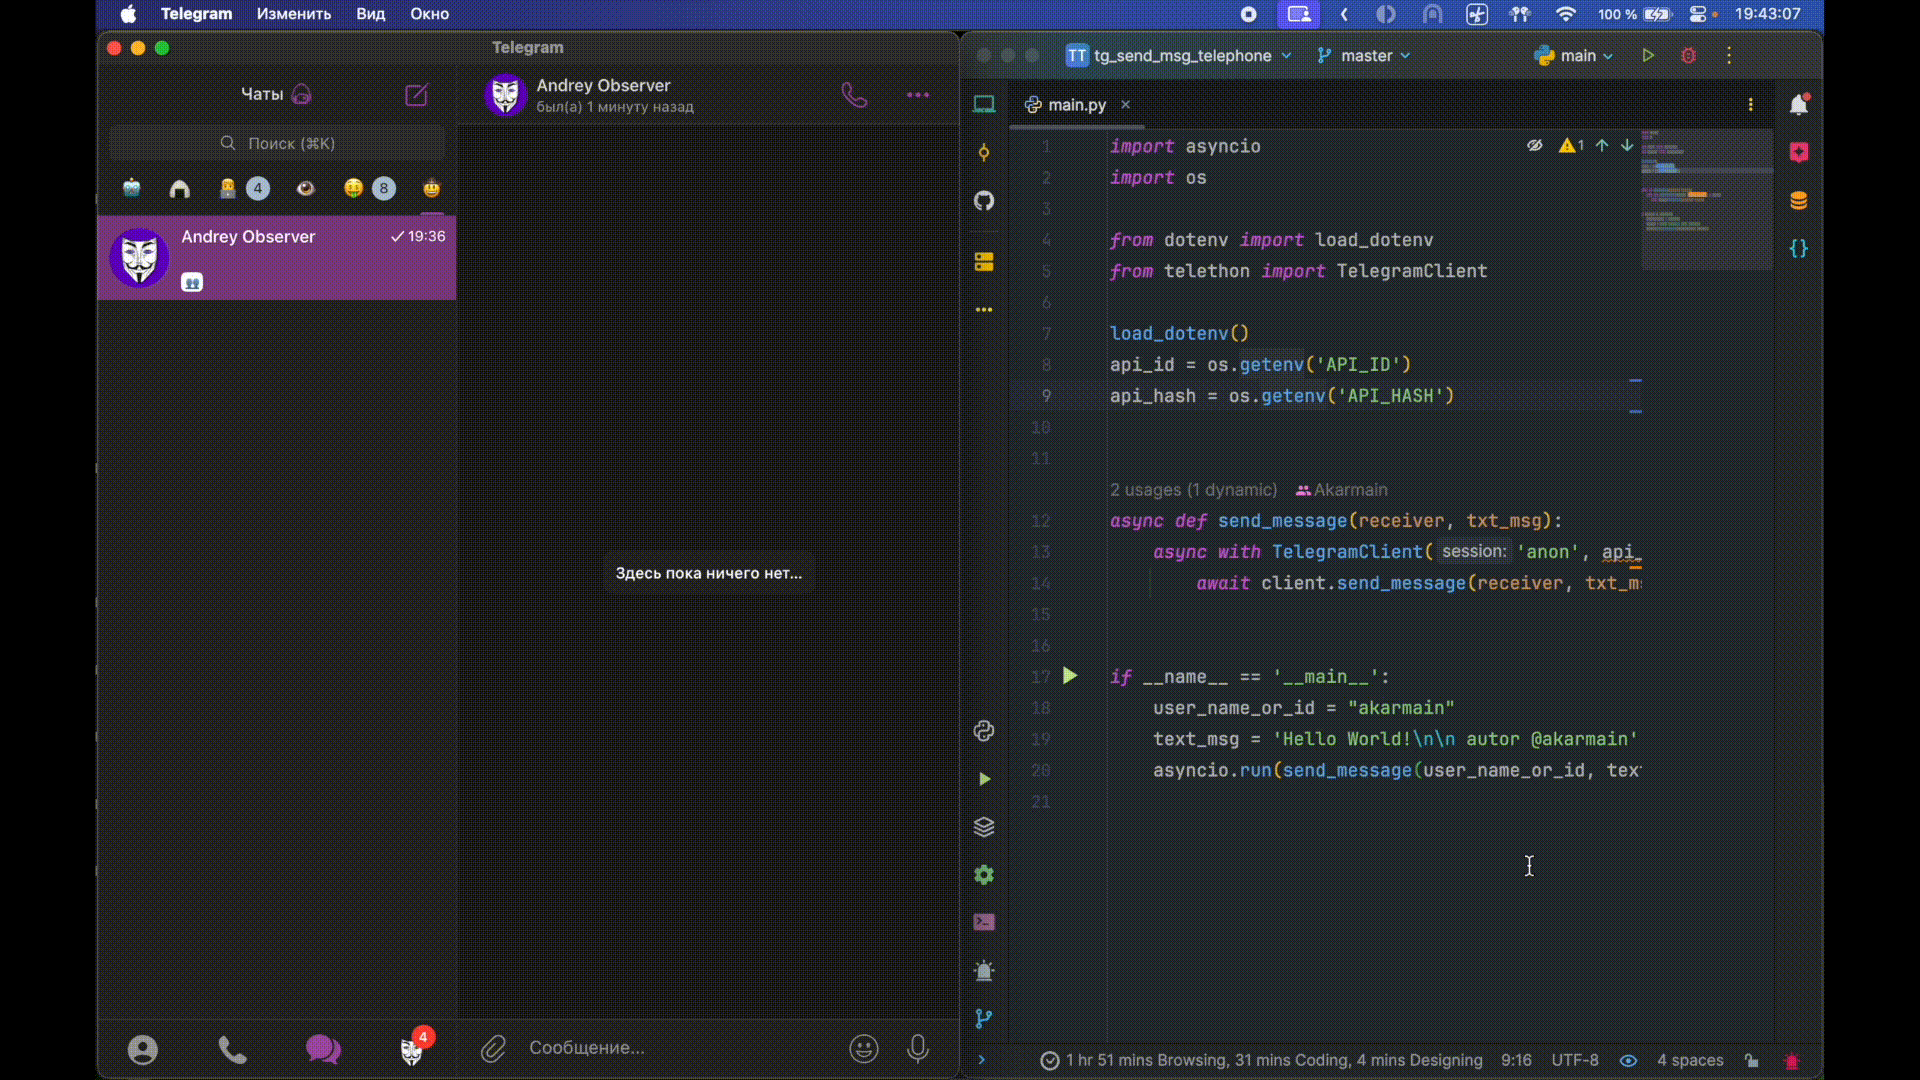 Telegram Изменить Вид Окно
100 % 19:43:07
Telegram
Чаты
Поиск (⌘K)
4
8
Andrey Observer 19:36
Andrey Observer
был(а) 1 минуту назад
Здесь пока ничего нет...
4
Сообщение...
TT tg_send_msg_telephone master main
main.py
1
1 import asyncio
2 import os
3
4 from dotenv import load_dotenv
5 from telethon import TelegramClient
6
7 load_dotenv()
8 api_id = os.getenv('API_ID')
9 api_hash = os.getenv('API_HASH')
10
11
2 usages (1 dynamic) Akarmain
12 async def send_message(receiver, txt_msg):
13 async with TelegramClient( session: 'anon', api_
14 await client.send_message(receiver, txt_m
15
16
17 if __name__ == '__main__':
18 user_name_or_id = "akarmain"
19 text_msg = 'Hello World!\n\n autor @akarmain'
20 asyncio.run(send_message(user_name_or_id, tex
21
1 hr 51 mins Browsing, 31 mins Coding, 4 mins Designing 9:16 UTF-8 4 spaces